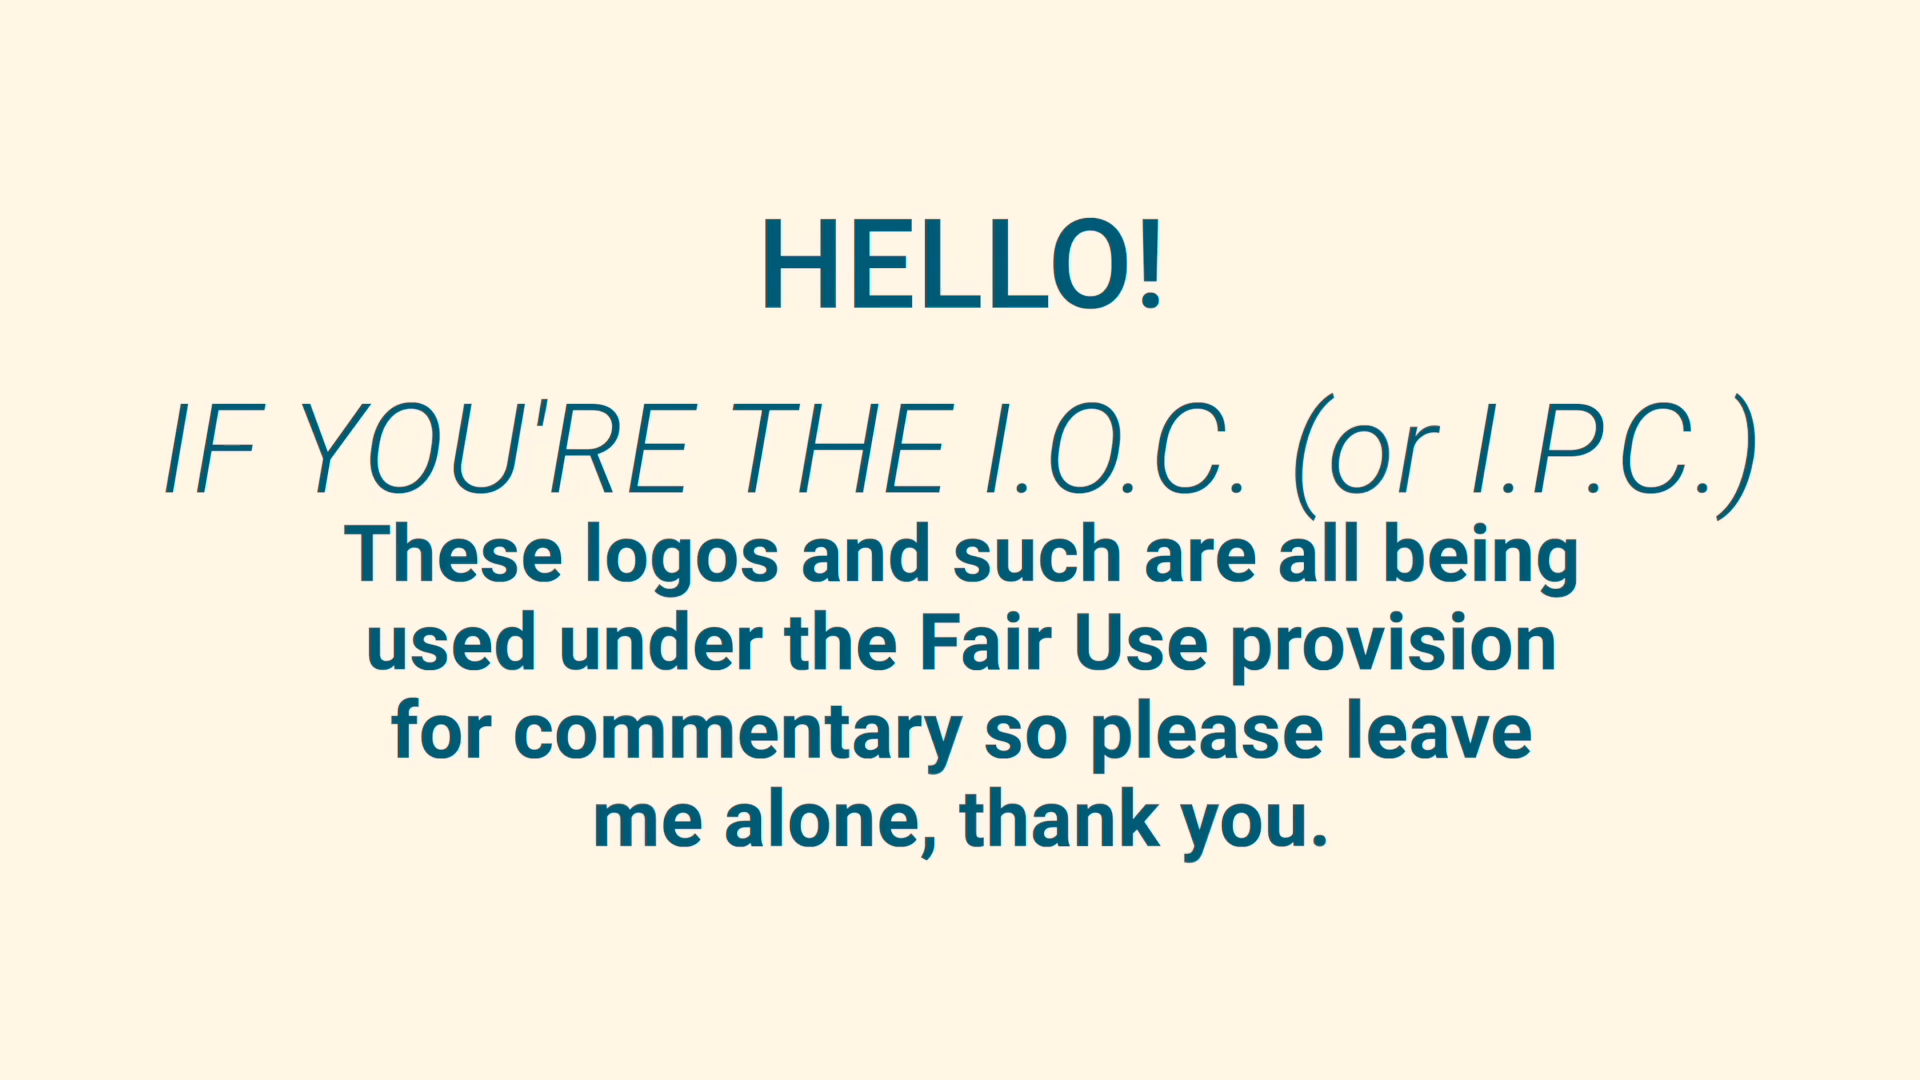 HELLO!
IF YOU'RE THE I.O.C. (or I.P.C.)
These logos and such are all being
used under the Fair Use provision
for commentary so please leave
me alone, thank you.